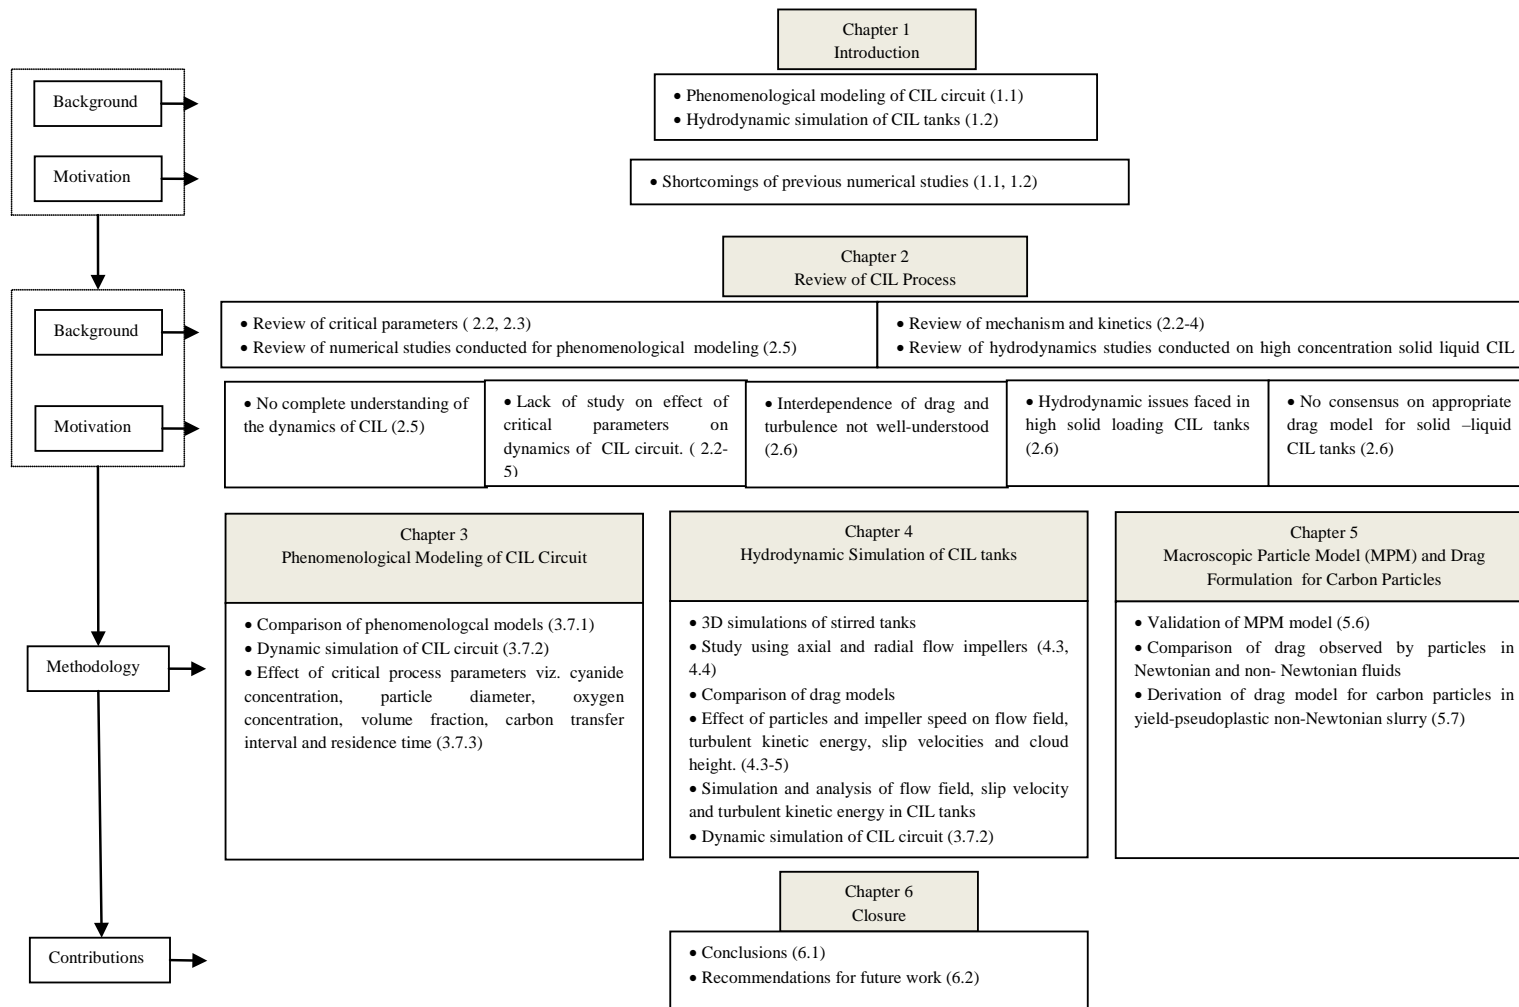 Chapter 1
Introduction
Background
• Phenomenological modeling of CIL circuit (1.1)
• Hydrodynamic simulation of CIL tanks (1.2)
Motivation
• Shortcomings of previous numerical studies (1.1, 1.2)
Chapter 2
Review of CIL Process
Background
• Review of critical parameters ( 2.2, 2.3)
• Review of numerical studies conducted for phenomenological modeling (2.5)
• Review of mechanism and kinetics (2.2-4)
• Review of hydrodynamics studies conducted on high concentration solid liquid CIL
Motivation
• No complete understanding of
the dynamics of CIL (2.5)
• Lack of study on effect of
critical parameters on
dynamics of CIL circuit. ( 2.2-
5)
• Interdependence of drag and
turbulence not well-understood
(2.6)
• Hydrodynamic issues faced in
high solid loading CIL tanks
(2.6)
• No consensus on appropriate
drag model for solid –liquid
CIL tanks (2.6)
Methodology
Chapter 3
Phenomenological Modeling of CIL Circuit
• Comparison of phenomenologcal models (3.7.1)
• Dynamic simulation of CIL circuit (3.7.2)
• Effect of critical process parameters viz. cyanide
concentration, particle diameter, oxygen
concentration, volume fraction, carbon transfer
interval and residence time (3.7.3)
Chapter 4
Hydrodynamic Simulation of CIL tanks
• 3D simulations of stirred tanks
• Study using axial and radial flow impellers (4.3,
4.4)
• Comparison of drag models
• Effect of particles and impeller speed on flow field,
turbulent kinetic energy, slip velocities and cloud
height. (4.3-5)
• Simulation and analysis of flow field, slip velocity
and turbulent kinetic energy in CIL tanks
• Dynamic simulation of CIL circuit (3.7.2)
Chapter 5
Macroscopic Particle Model (MPM) and Drag
Formulation for Carbon Particles
• Validation of MPM model (5.6)
• Comparison of drag observed by particles in
Newtonian and non- Newtonian fluids
• Derivation of drag model for carbon particles in
yield-pseudoplastic non-Newtonian slurry (5.7)
Chapter 6
Closure
Contributions
• Conclusions (6.1)
• Recommendations for future work (6.2)